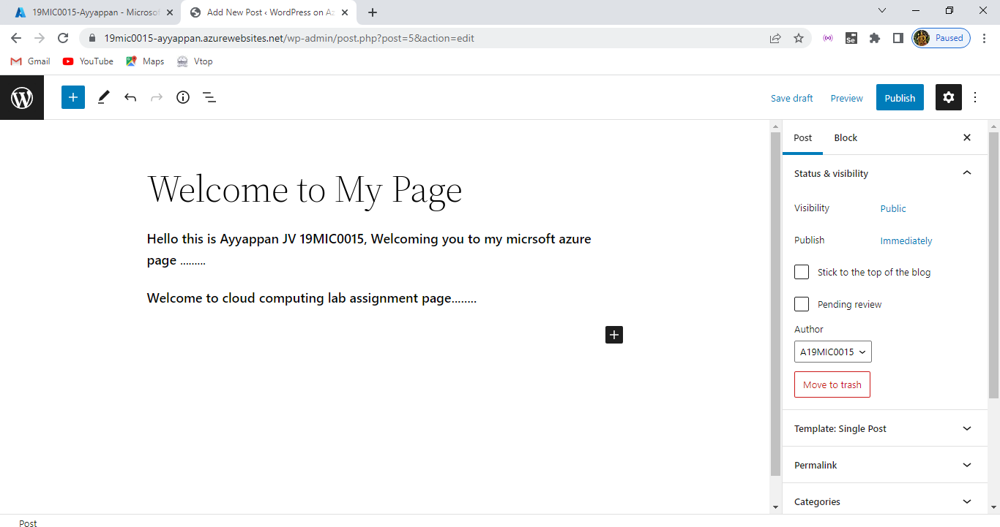 19MIC0015-Ayyappan - Microsof
Add New Post ‹ WordPress on Az
19mic0015-ayyappan.azurewebsites.net/wp-admin/post.php?post=5&action=edit
Se
Paused
Gmail
YouTube
Maps
Vtop
Save draft
Preview
Publish
Post
Block
Welcome to My Page
Hello this is Ayyappan JV 19MIC0015, Welcoming you to my micrsoft azure
page .........
Welcome to cloud computing lab assignment page........
Status & visibility
Visibility
Public
Publish
Immediately
Stick to the top of the blog
Pending review
Author
A19MIC0015
Move to trash
Template: Single Post
Permalink
Categories
Post